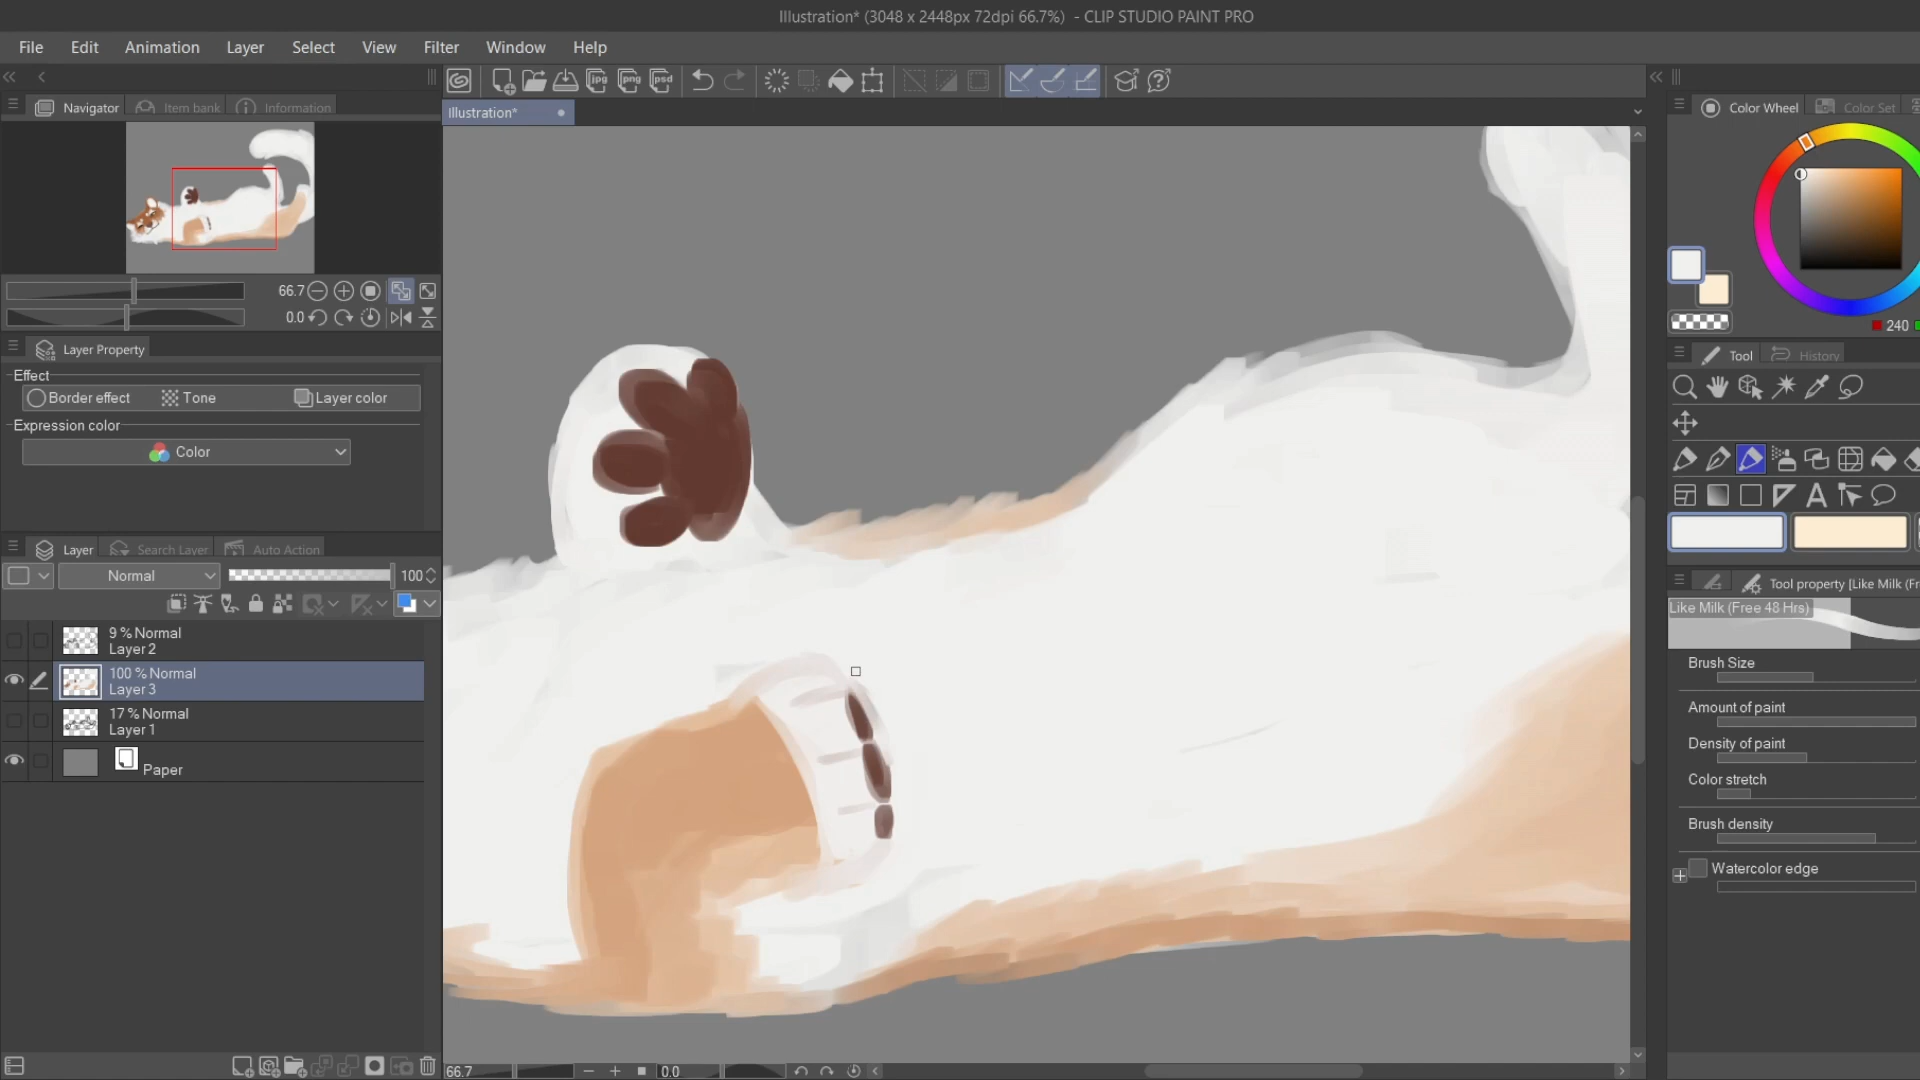 Illustration* (3048 x 2448px 72dpi 66.7%) - CLIP STUDIO PAINT PRO
File Edit Animation Layer Select View Filter Window Help
jpg png psd
Navigator Item bank Information
Illustration*
Color Wheel Color Set
66.7
0.0
240
Layer Property
Tool History
Effect
Border effect Tone Layer color
Expression color
Color
Layer Search Layer Auto Action
Normal 100
Tool property [Like Milk (Fr
Like Milk (Free 48 Hrs)
9 % Normal
Layer 2
100 % Normal
Layer 3
17 % Normal
Layer 1
Paper
Brush Size
Amount of paint
Density of paint
Color stretch
Brush density
Watercolor edge
66.7 0.0